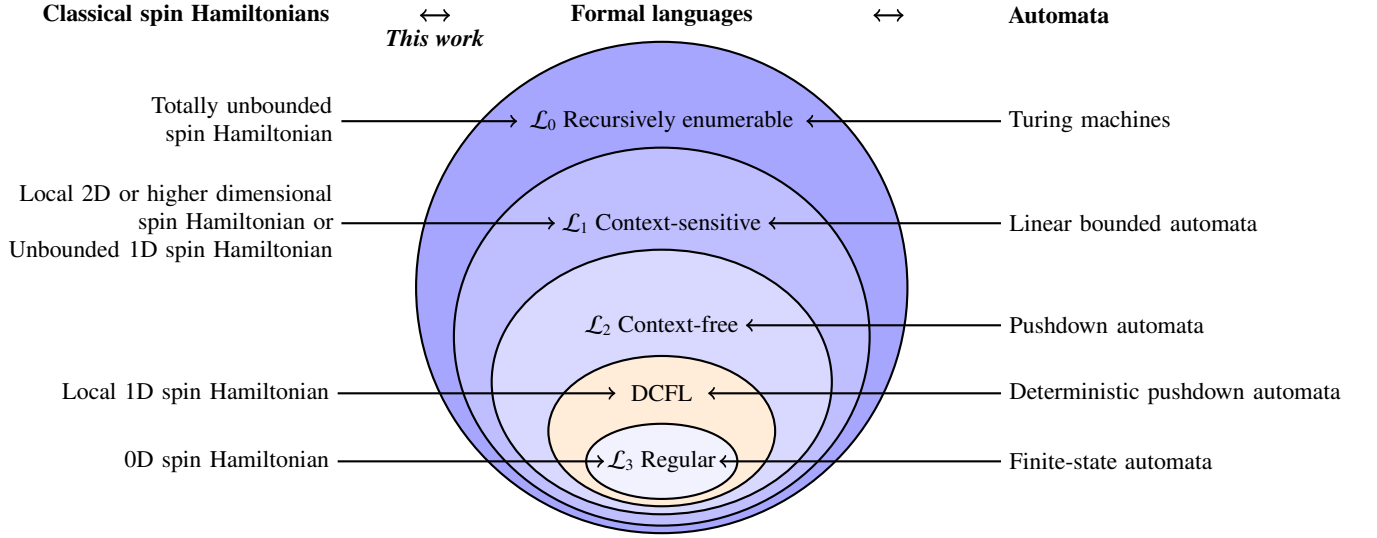 Classical spin Hamiltonians ↔ Formal languages ↔ Automata
This work
Totally unbounded
spin Hamiltonian
ℒ₀ Recursively enumerable
Turing machines
Local 2D or higher dimensional
spin Hamiltonian or
Unbounded 1D spin Hamiltonian
ℒ₁ Context-sensitive
Linear bounded automata
ℒ₂ Context-free
Pushdown automata
Local 1D spin Hamiltonian
DCFL
Deterministic pushdown automata
0D spin Hamiltonian
ℒ₃ Regular
Finite-state automata